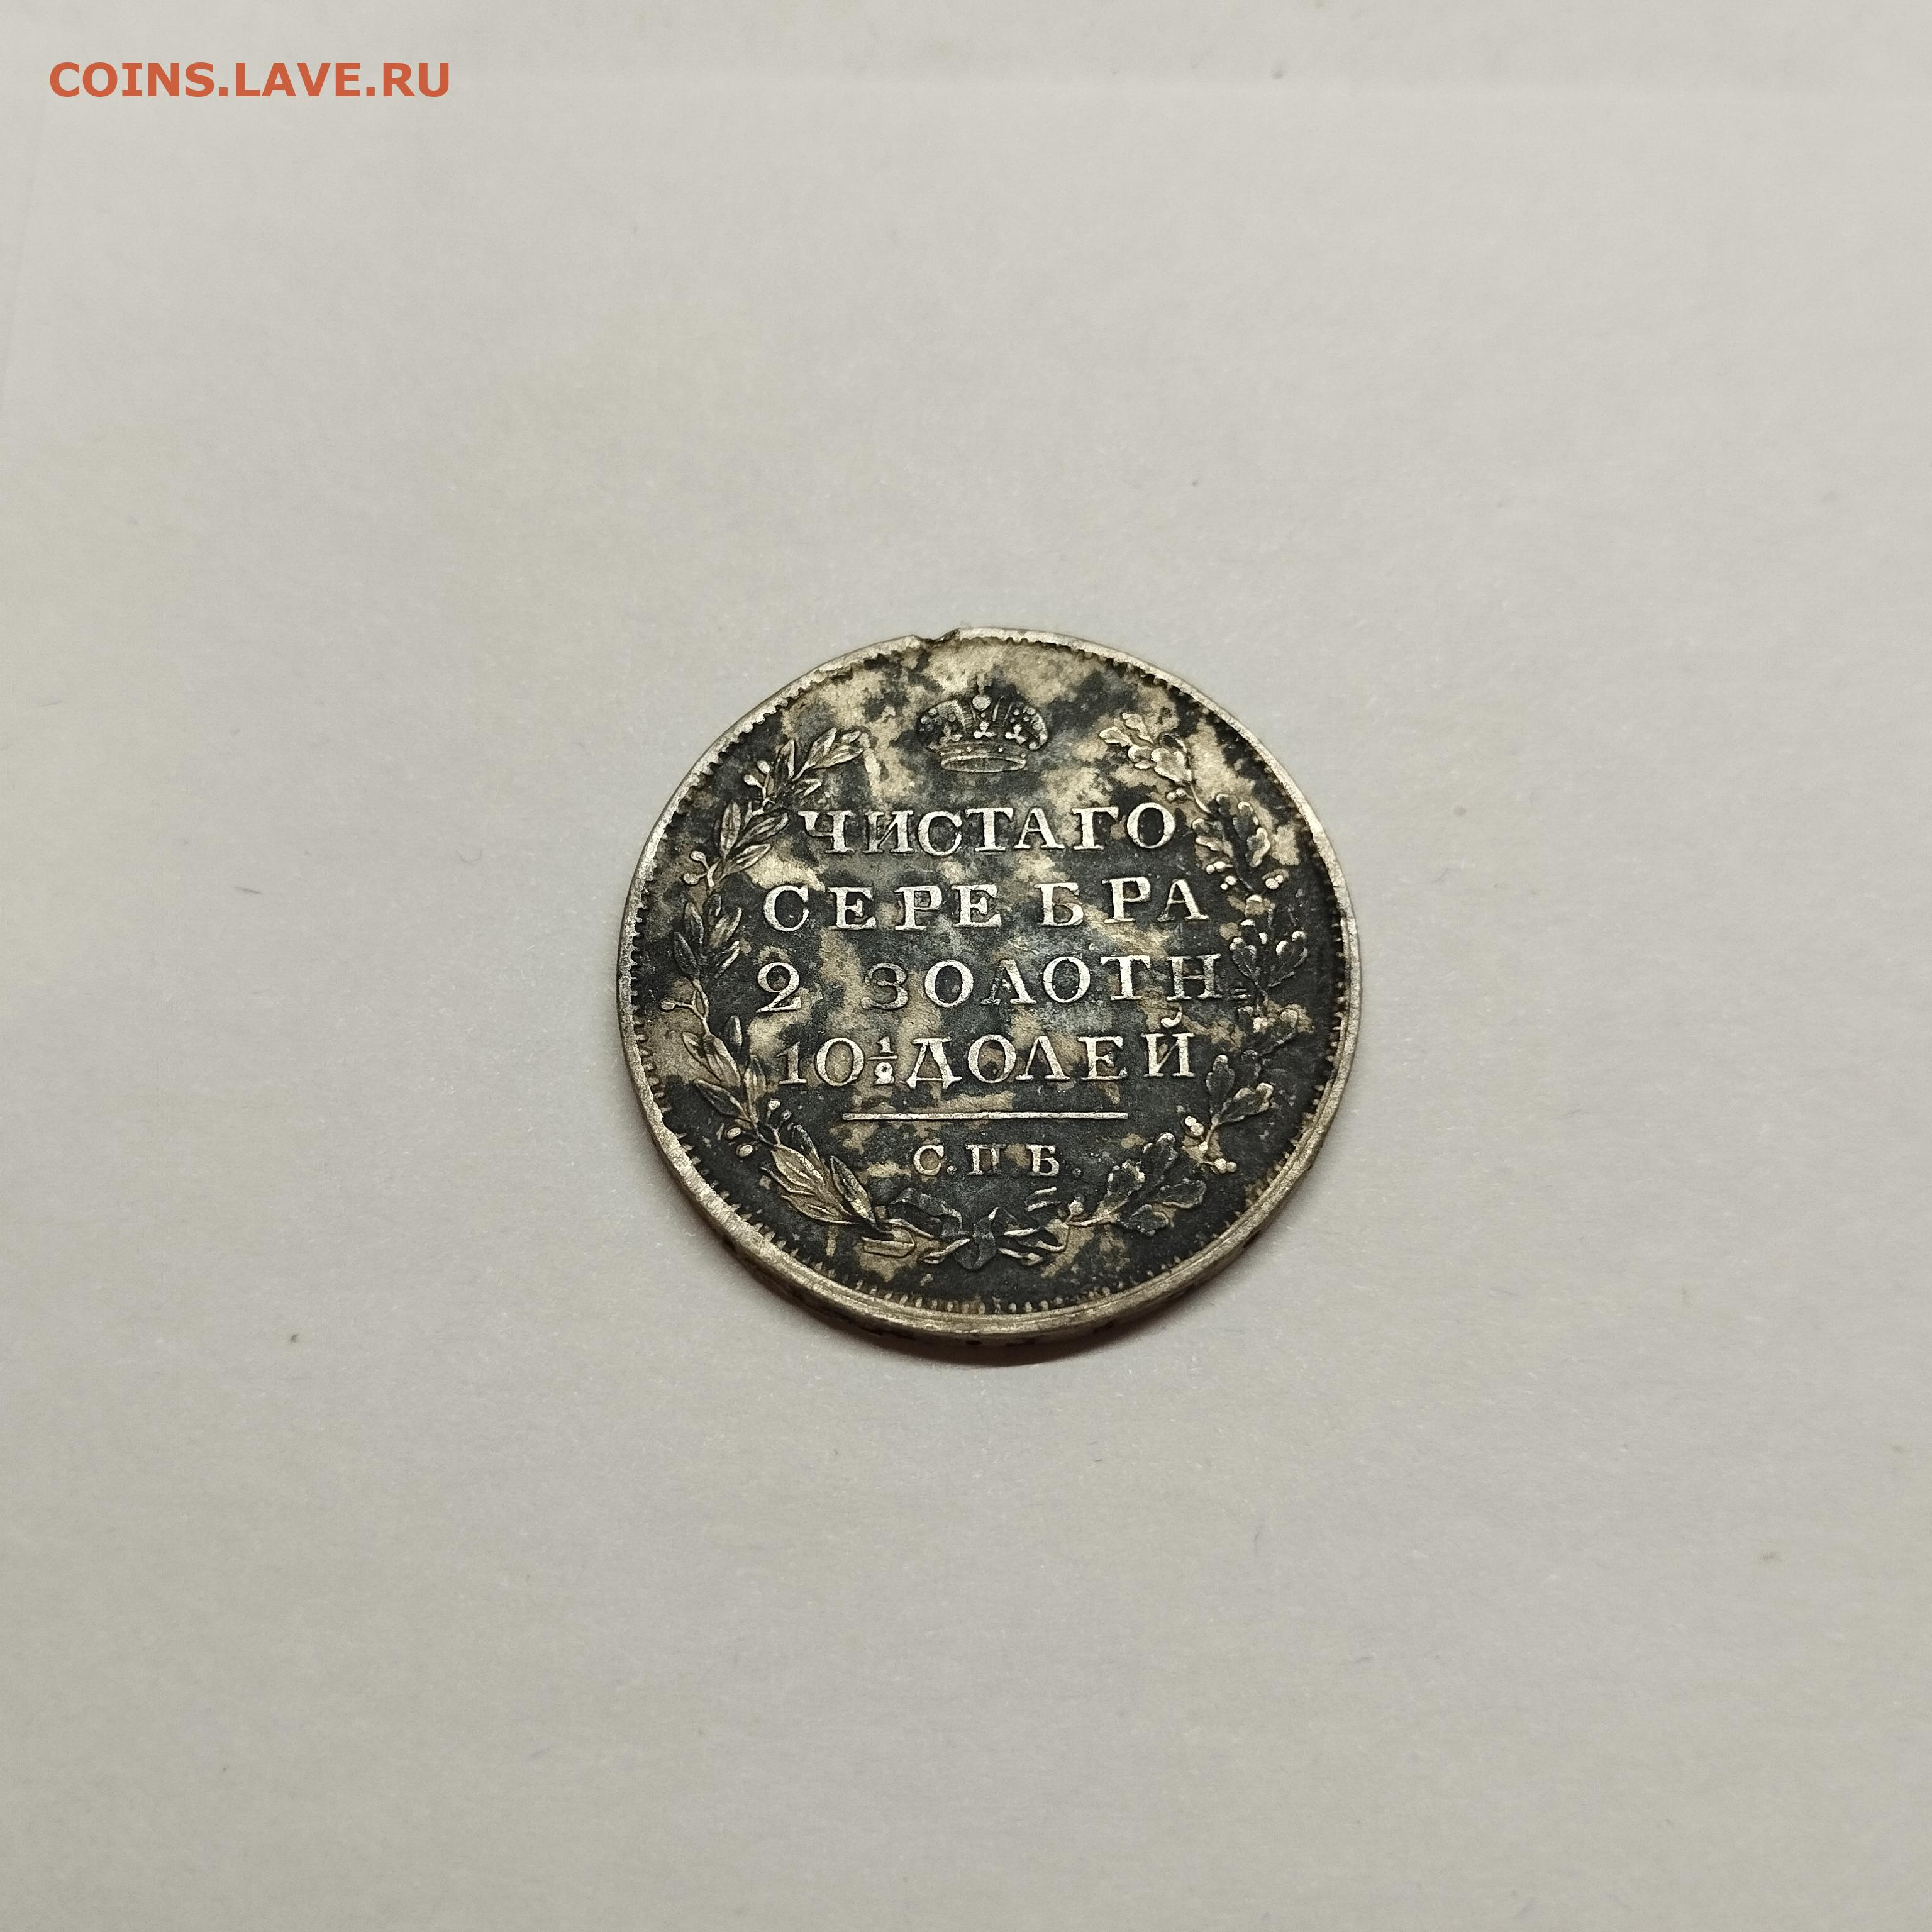 COINS.LAVE.RU
ЧИСТАГО
СЕРЕБРА
2 ЗОЛОТН.
10½ ДОЛЕЙ
С.П Б.